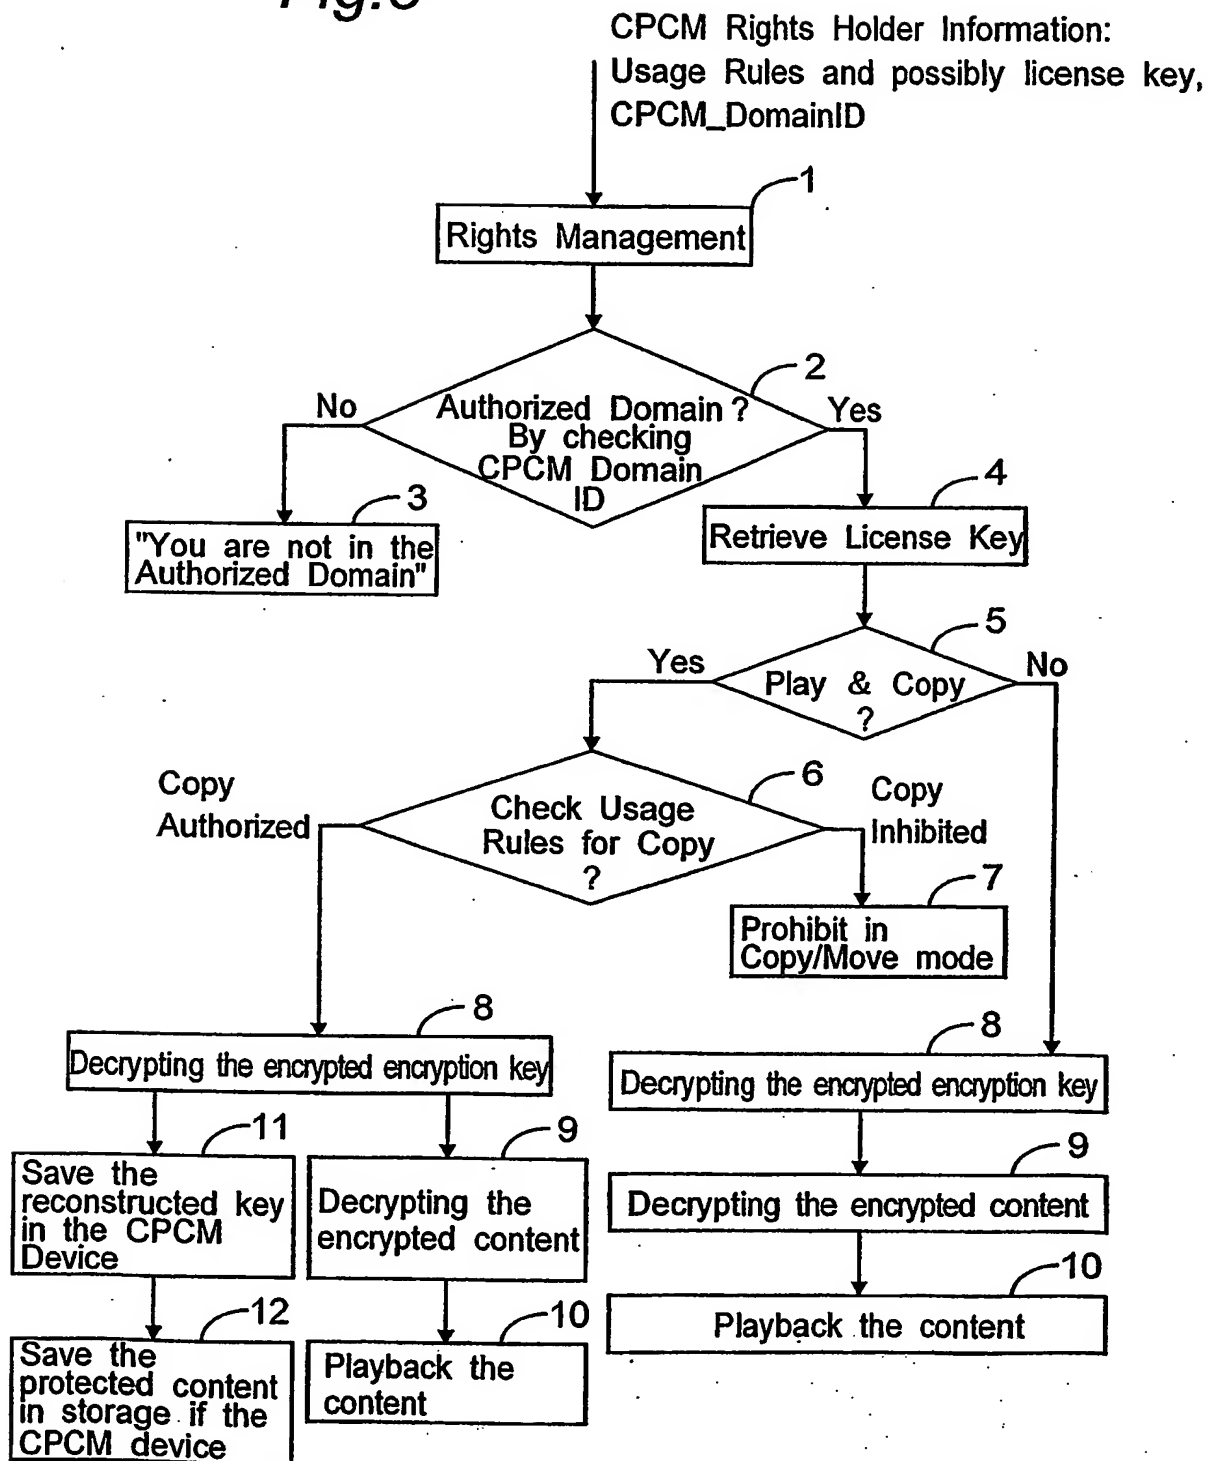 CPCM Rights Holder Information:
Usage Rules and possibly license key,
CPCM_DomainID
1
Rights Management
2
No
Authorized Domain ?
Yes
By checking
CPCM Domain
ID
3
4
"You are not in the
Authorized Domain"
Retrieve License Key
5
Yes
Play & Copy
?
No
6
Copy
Authorized
Check Usage
Rules for Copy
?
Copy
Inhibited
7
Prohibit in
Copy/Move mode
8
Decrypting the encrypted encryption key
8
Decrypting the encrypted encryption key
11
Save the
reconstructed key
in the CPCM
Device
9
Decrypting the
encrypted content
9
Decrypting the encrypted content
12
Save the
protected content
in storage if the
CPCM device
10
Playback the
content
10
Playback the content